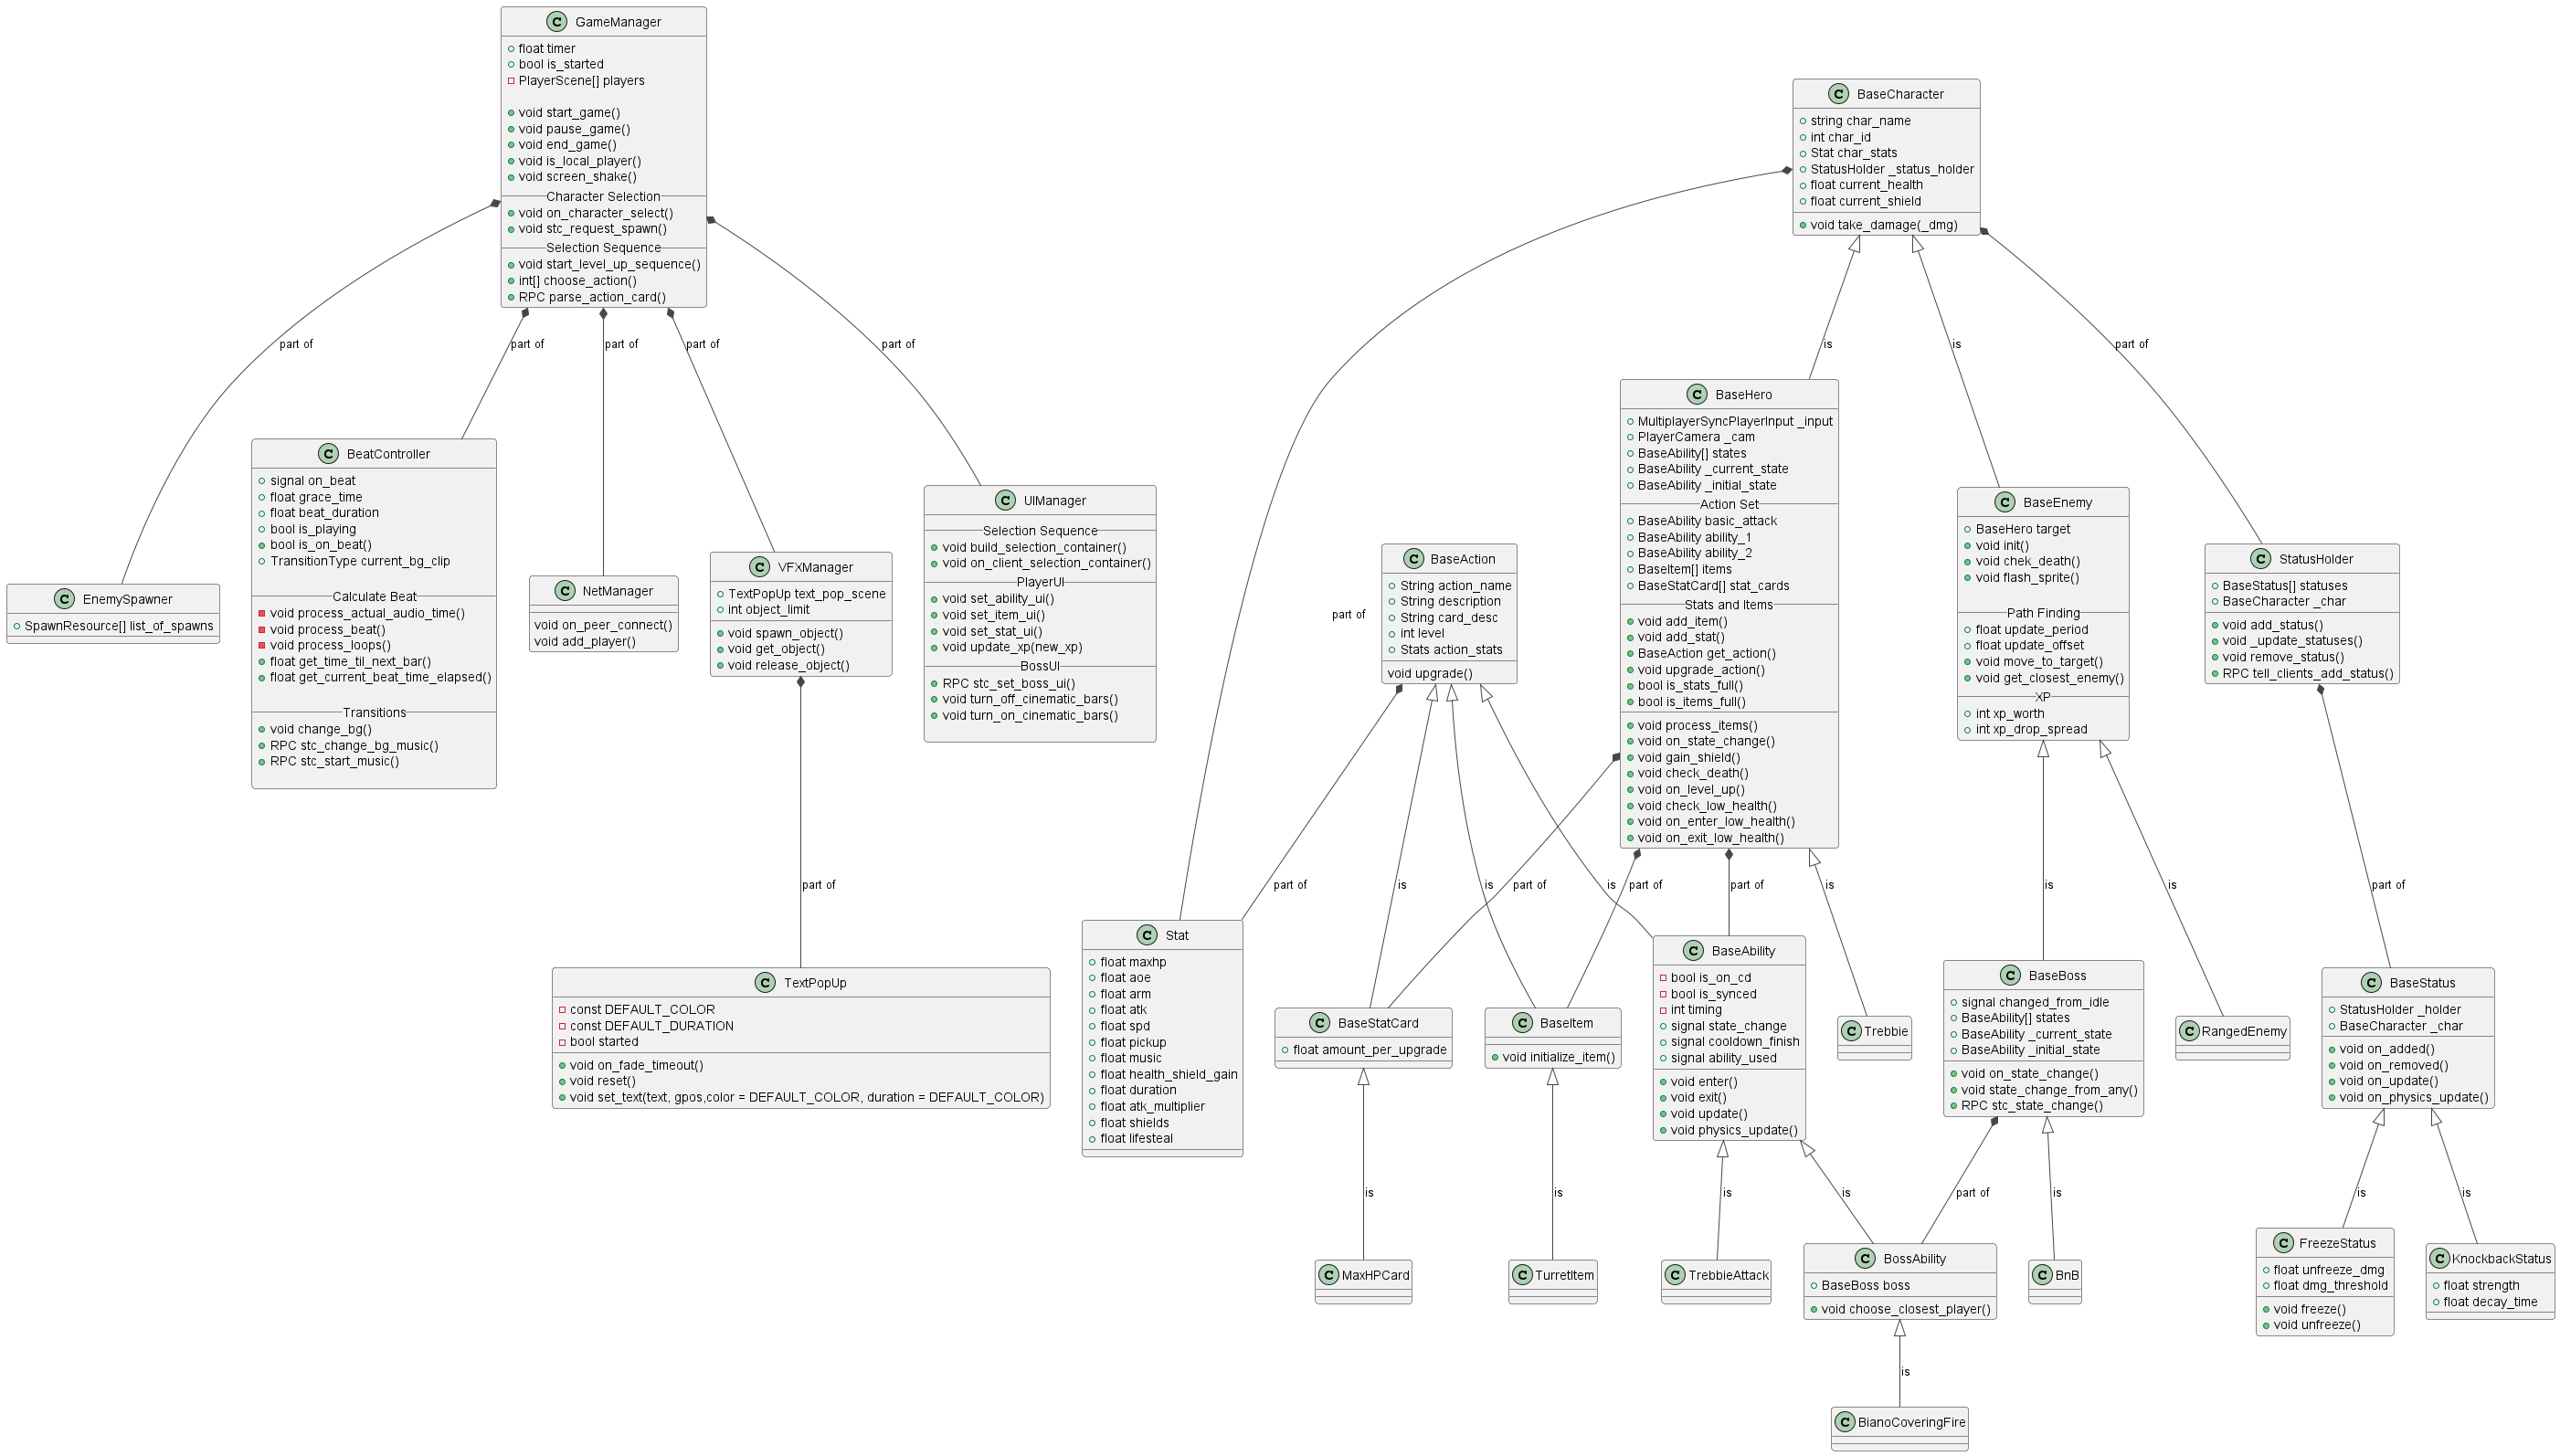 GameManager
float timer
bool is_started
PlayerScene[] players
void start_game()
void pause_game()
void end_game()
void is_local_player()
void screen_shake()
Character Selection
void on_character_select()
void stc_request_spawn()
Selection Sequence
void start_level_up_sequence()
int[] choose_action()
RPC parse_action_card()
BaseCharacter
string char_name
int char_id
Stat char_stats
StatusHolder _status_holder
float current_health
float current_shield
void take_damage(_dmg)
part of
part of
part of
part of
part of
is
is
part of
EnemySpawner
SpawnResource[] list_of_spawns
BeatController
signal on_beat
float grace_time
float beat_duration
bool is_playing
bool is_on_beat()
TransitionType current_bg_clip
Calculate Beat
void process_actual_audio_time()
void process_beat()
void process_loops()
float get_time_til_next_bar()
float get_current_beat_time_elapsed()
Transitions
void change_bg()
RPC stc_change_bg_music()
RPC stc_start_music()
NetManager
void on_peer_connect()
void add_player()
VFXManager
TextPopUp text_pop_scene
int object_limit
void spawn_object()
void get_object()
void release_object()
UIManager
Selection Sequence
void build_selection_container()
void on_client_selection_container()
PlayerUI
void set_ability_ui()
void set_item_ui()
void set_stat_ui()
void update_xp(new_xp)
BossUI
RPC stc_set_boss_ui()
void turn_off_cinematic_bars()
void turn_on_cinematic_bars()
part of
BaseAction
String action_name
String description
String card_desc
int level
Stats action_stats
void upgrade()
BaseHero
MultiplayerSyncPlayerInput _input
PlayerCamera _cam
BaseAbility[] states
BaseAbility _current_state
BaseAbility _initial_state
Action Set
BaseAbility basic_attack
BaseAbility ability_1
BaseAbility ability_2
BaseItem[] items
BaseStatCard[] stat_cards
Stats and Items
void add_item()
void add_stat()
BaseAction get_action()
void upgrade_action()
bool is_stats_full()
bool is_items_full()
void process_items()
void on_state_change()
void gain_shield()
void check_death()
void on_level_up()
void check_low_health()
void on_enter_low_health()
void on_exit_low_health()
BaseEnemy
BaseHero target
void init()
void chek_death()
void flash_sprite()
Path Finding
float update_period
float update_offset
void move_to_target()
void get_closest_enemy()
XP
int xp_worth
int xp_drop_spread
StatusHolder
BaseStatus[] statuses
BaseCharacter _char
void add_status()
void _update_statuses()
void remove_status()
RPC tell_clients_add_status()
part of
part of
is
is
part of
is
part of
part of
is
is
is
part of
TextPopUp
const DEFAULT_COLOR
const DEFAULT_DURATION
bool started
void on_fade_timeout()
void reset()
void set_text(text, gpos,color = DEFAULT_COLOR, duration = DEFAULT_COLOR)
Stat
float maxhp
float aoe
float arm
float atk
float spd
float pickup
float music
float health_shield_gain
float duration
float atk_multiplier
float shields
float lifesteal
BaseStatCard
float amount_per_upgrade
BaseItem
void initialize_item()
BaseAbility
bool is_on_cd
bool is_synced
int timing
signal state_change
signal cooldown_finish
signal ability_used
void enter()
void exit()
void update()
void physics_update()
Trebbie
BaseBoss
signal changed_from_idle
BaseAbility[] states
BaseAbility _current_state
BaseAbility _initial_state
void on_state_change()
void state_change_from_any()
RPC stc_state_change()
RangedEnemy
BaseStatus
StatusHolder _holder
BaseCharacter _char
void on_added()
void on_removed()
void on_update()
void on_physics_update()
is
is
is
is
part of
is
is
is
MaxHPCard
TurretItem
TrebbieAttack
BossAbility
BaseBoss boss
void choose_closest_player()
BnB
FreezeStatus
float unfreeze_dmg
float dmg_threshold
void freeze()
void unfreeze()
KnockbackStatus
float strength
float decay_time
is
BianoCoveringFire